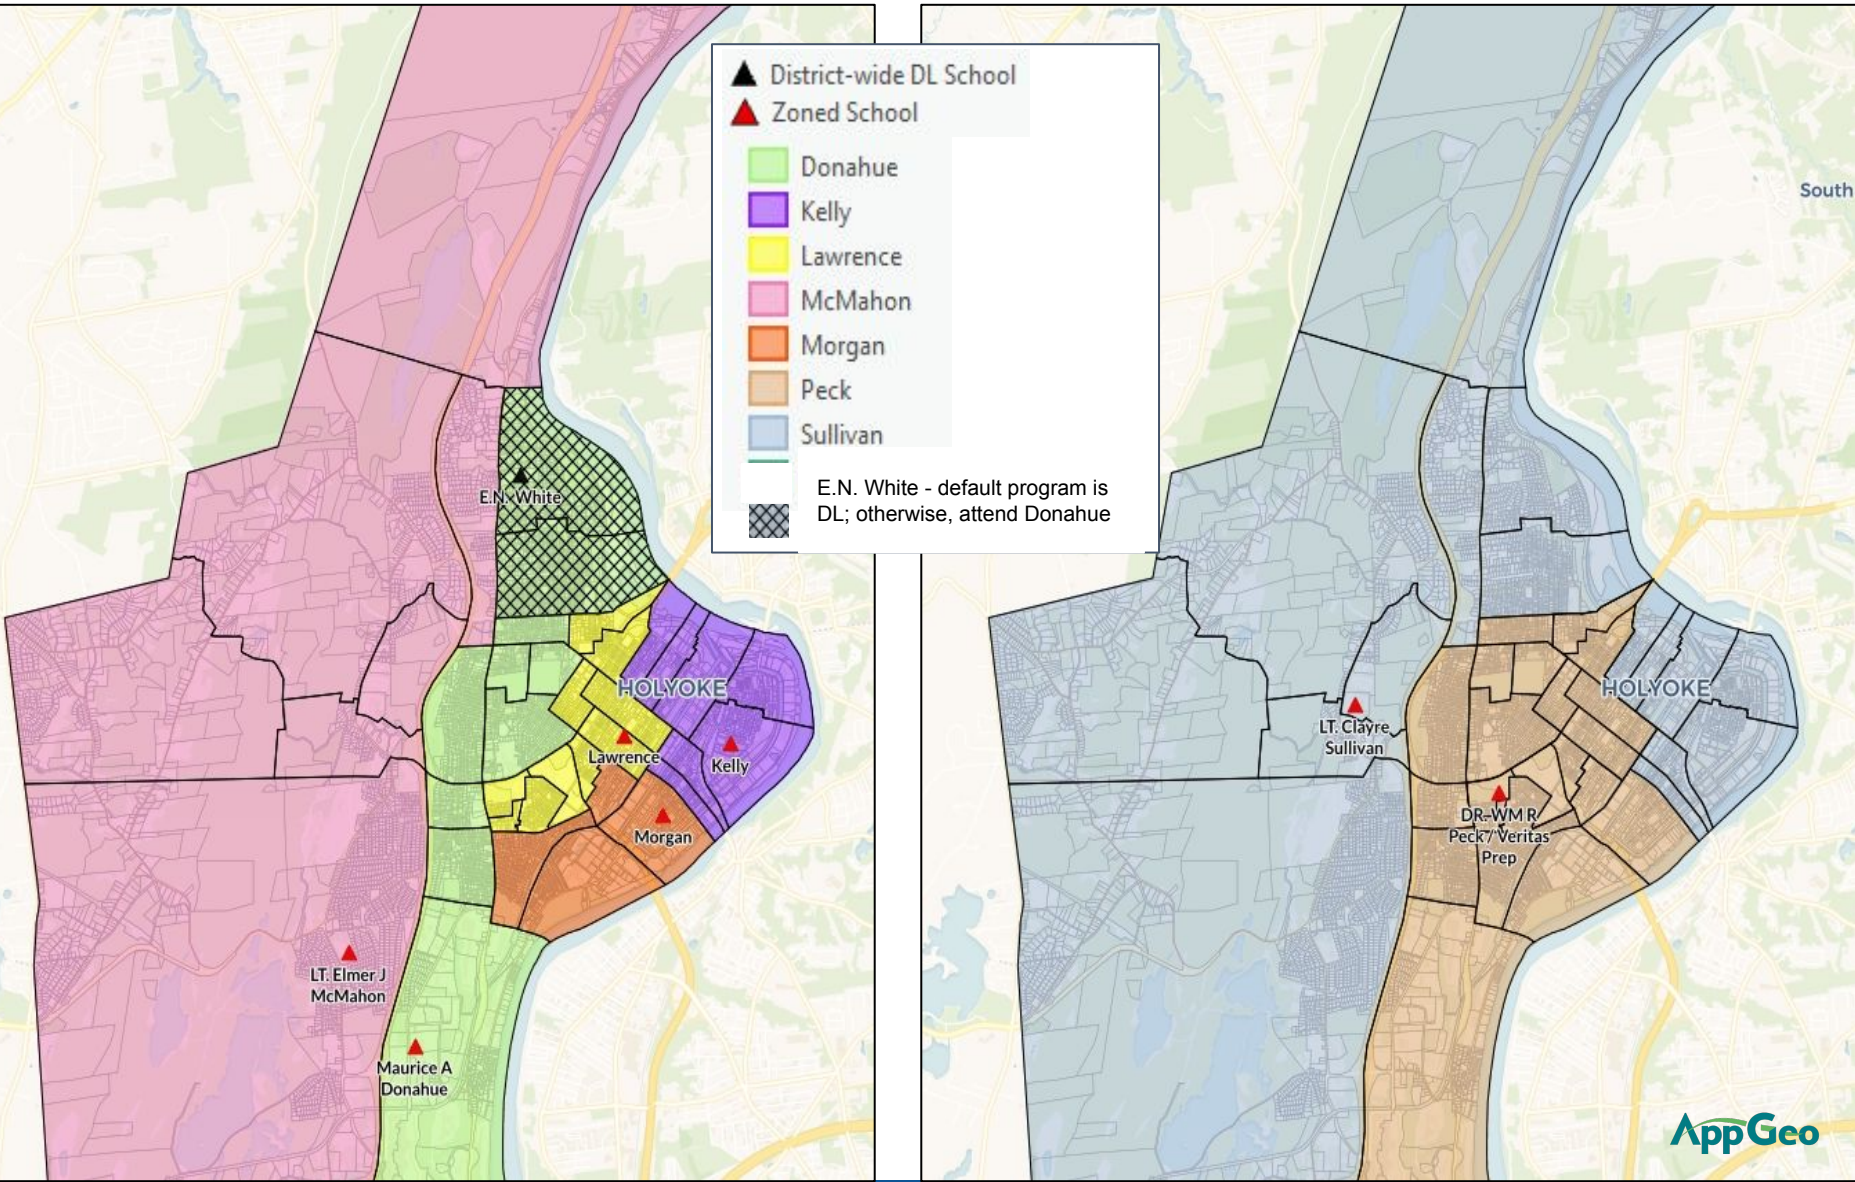 District-wide DL School
Zoned School
Donahue
Kelly
Lawrence
McMahon
Morgan
Peck
Sullivan
E.N. White - default program is
DL; otherwise, attend Donahue
E.N. White
HOLYOKE
Lawrence
Kelly
Morgan
LT. Elmer J
McMahon
Maurice A
Donahue
South
HOLYOKE
LT. Clayre
Sullivan
DR. WM R
Peck / Veritas
Prep
AppGeo